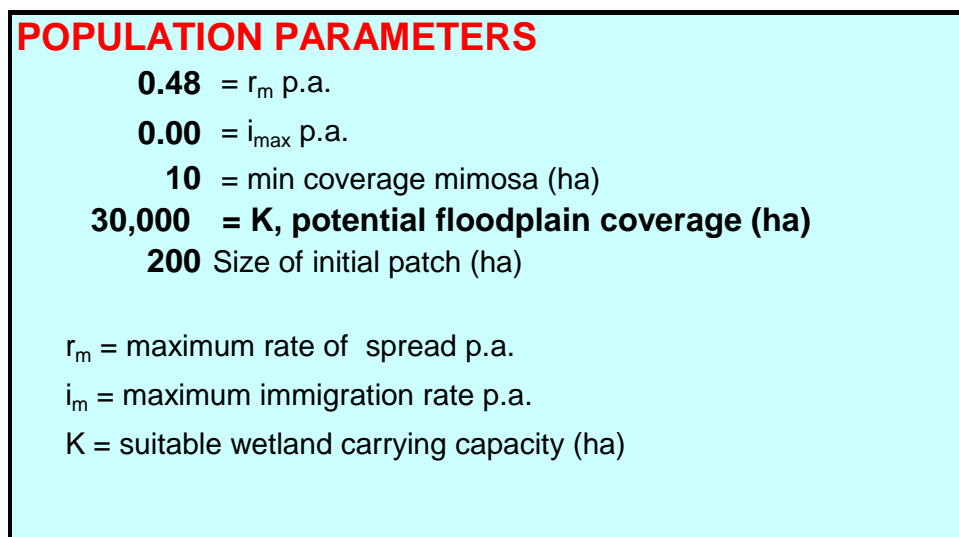 POPULATION PARAMETERS
0.48 = rm p.a.
0.00 = imax p.a.
10 = min coverage mimosa (ha)
30,000 = K, potential floodplain coverage (ha)
200 Size of initial patch (ha)
rm = maximum rate of spread p.a.
im = maximum immigration rate p.a.
K = suitable wetland carrying capacity (ha)